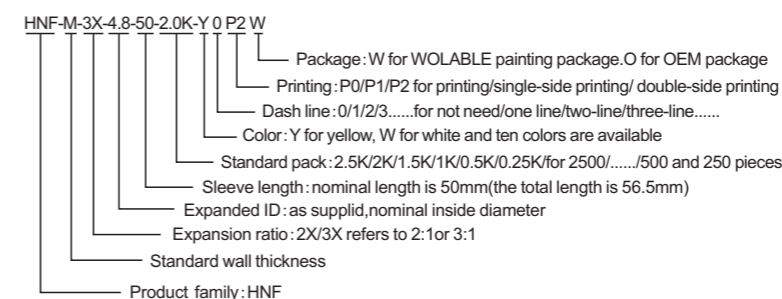 HNF-M-3X-4.8-50-2.0K-Y 0 P2 W
Package:W for WOLABLE painting package.O for OEM package
Printing:P0/P1/P2 for printing/single-side printing/ double-side printing
Dash line:0/1/2/3......for not need/one line/two-line/three-line......
Color:Y for yellow, W for white and ten colors are available
Standard pack:2.5K/2K/1.5K/1K/0.5K/0.25K/for 2500/....../500 and 250 pieces
Sleeve length:nominal length is 50mm(the total length is 56.5mm)
Expanded ID:as supplid,nominal inside diameter
Expansion ratio:2X/3X refers to 2:1or 3:1
Standard wall thickness
Product family:HNF